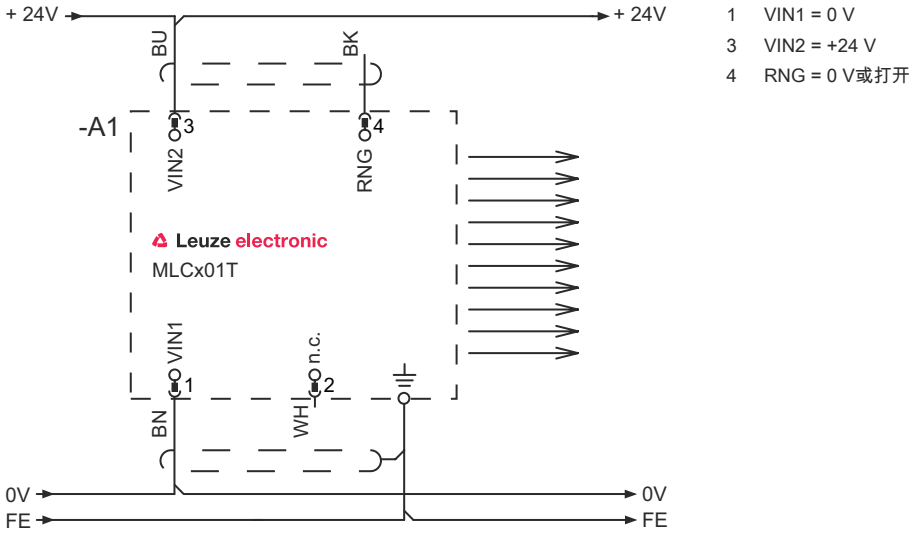 + 24V
+ 24V
1 VIN1 = 0 V
3 VIN2 = +24 V
4 RNG = 0 V或打开
BU
BK
-A1
3
4
VIN2
RNG
Leuze electronic
MLCx01T
VIN1
n.c.
1
2
BN
WH
0V
0V
FE
FE